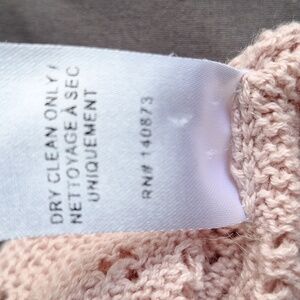 DRY CLEAN ONLY /
NETTOYAGE À SEC
UNIQUEMENT
RN# 140873